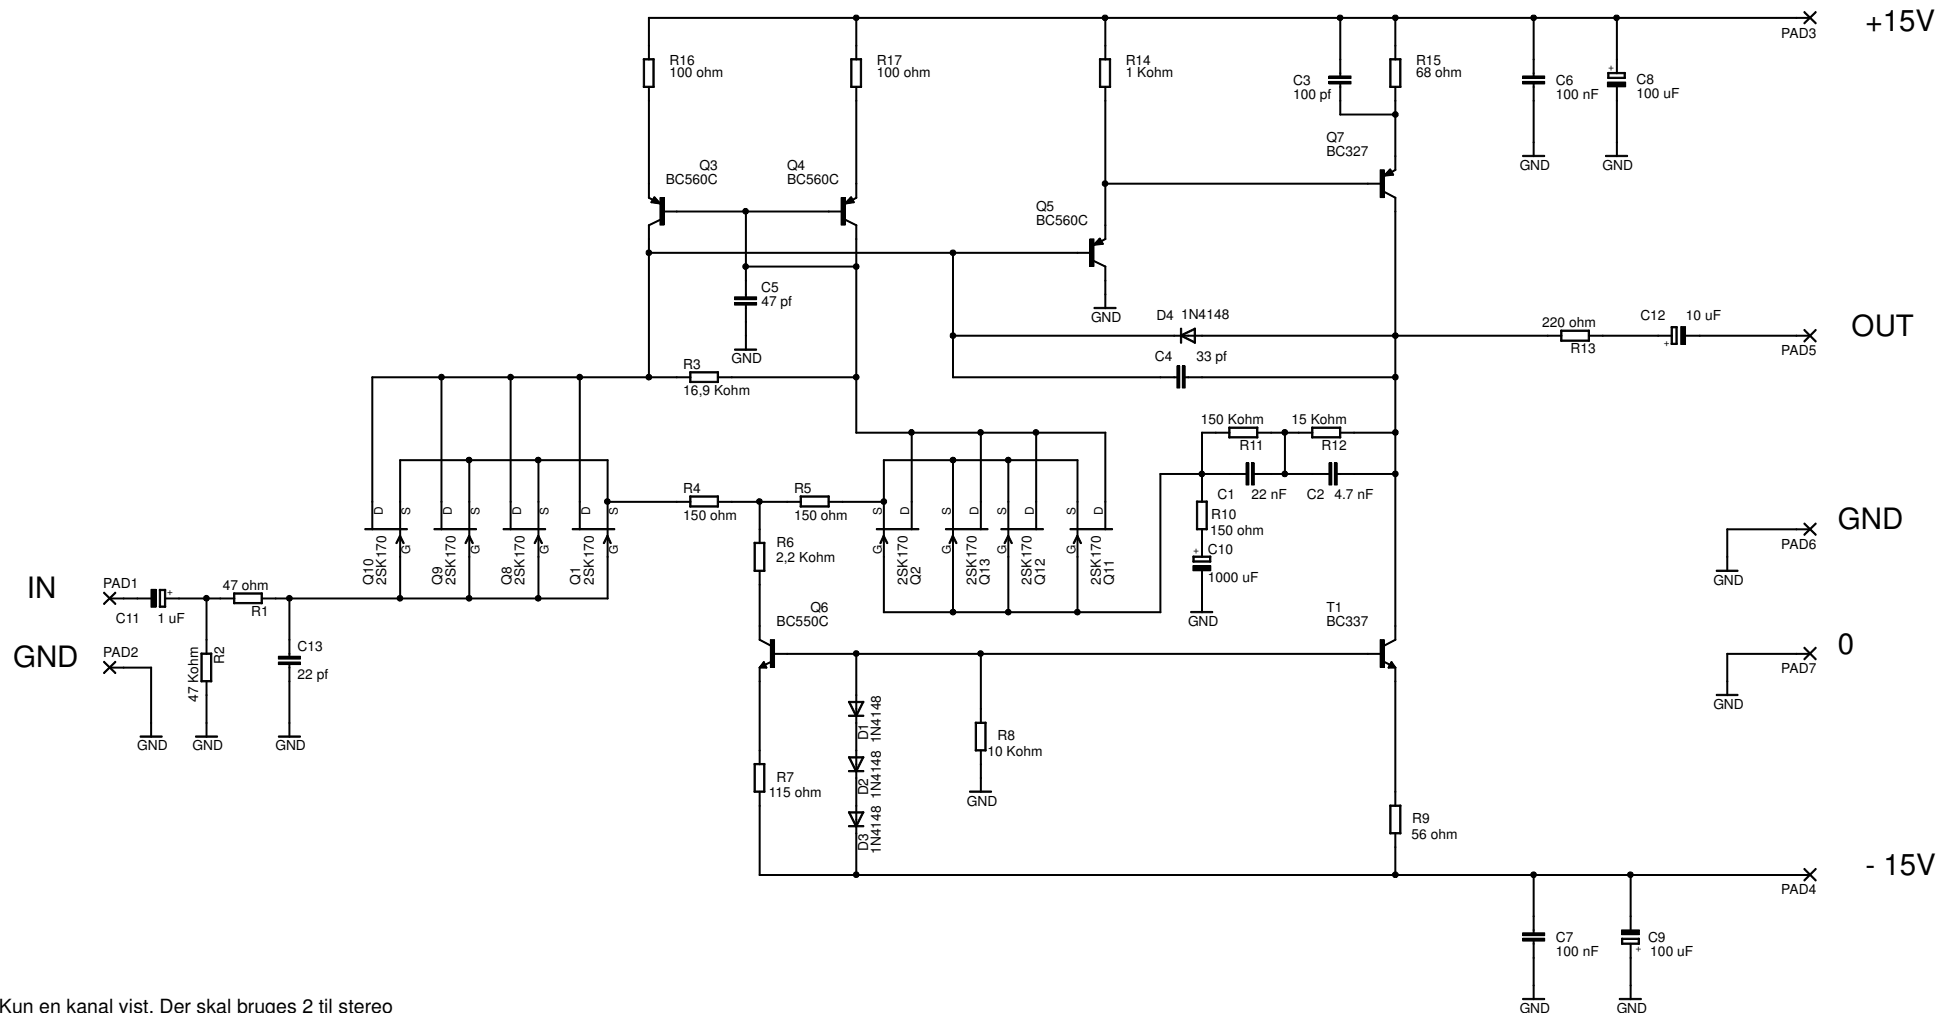 +15V
PAD3
R16
100 ohm
R17
100 ohm
R14
1 Kohm
C3
100 pf
R15
68 ohm
C6
100 nF
C8
100 uF
+
GND
GND
Q7
BC327
Q3
BC560C
Q4
BC560C
Q5
BC560C
C5
47 pf
GND
GND
D4 1N4148
C4 33 pf
220 ohm
R13
C12 10 uF
+
OUT
PAD5
R3
16,9 Kohm
150 Kohm
R11
15 Kohm
R12
C1 22 nF
C2 4.7 nF
R4
150 ohm
R5
150 ohm
R10
150 ohm
+
C10
1000 uF
GND
D
S
G
Q10
2SK170
D
S
G
Q9
2SK170
D
S
G
Q8
2SK170
D
S
G
Q1
2SK170
S
D
G
2SK170
Q2
S
D
G
2SK170
Q13
S
D
G
2SK170
Q12
S
D
G
2SK170
Q11
R6
2,2 Kohm
GND
PAD6
GND
IN
PAD1
C11 1 uF
+
47 ohm
R1
GND
PAD2
47 Kohm
R2
C13
22 pf
GND
GND
GND
Q6
BC550C
T1
BC337
0
PAD7
GND
D1
1N4148
D2
1N4148
D3
1N4148
R8
10 Kohm
GND
R7
115 ohm
R9
56 ohm
- 15V
PAD4
C7
100 nF
C9
100 uF
+
GND
GND
Kun en kanal vist. Der skal bruges 2 til stereo